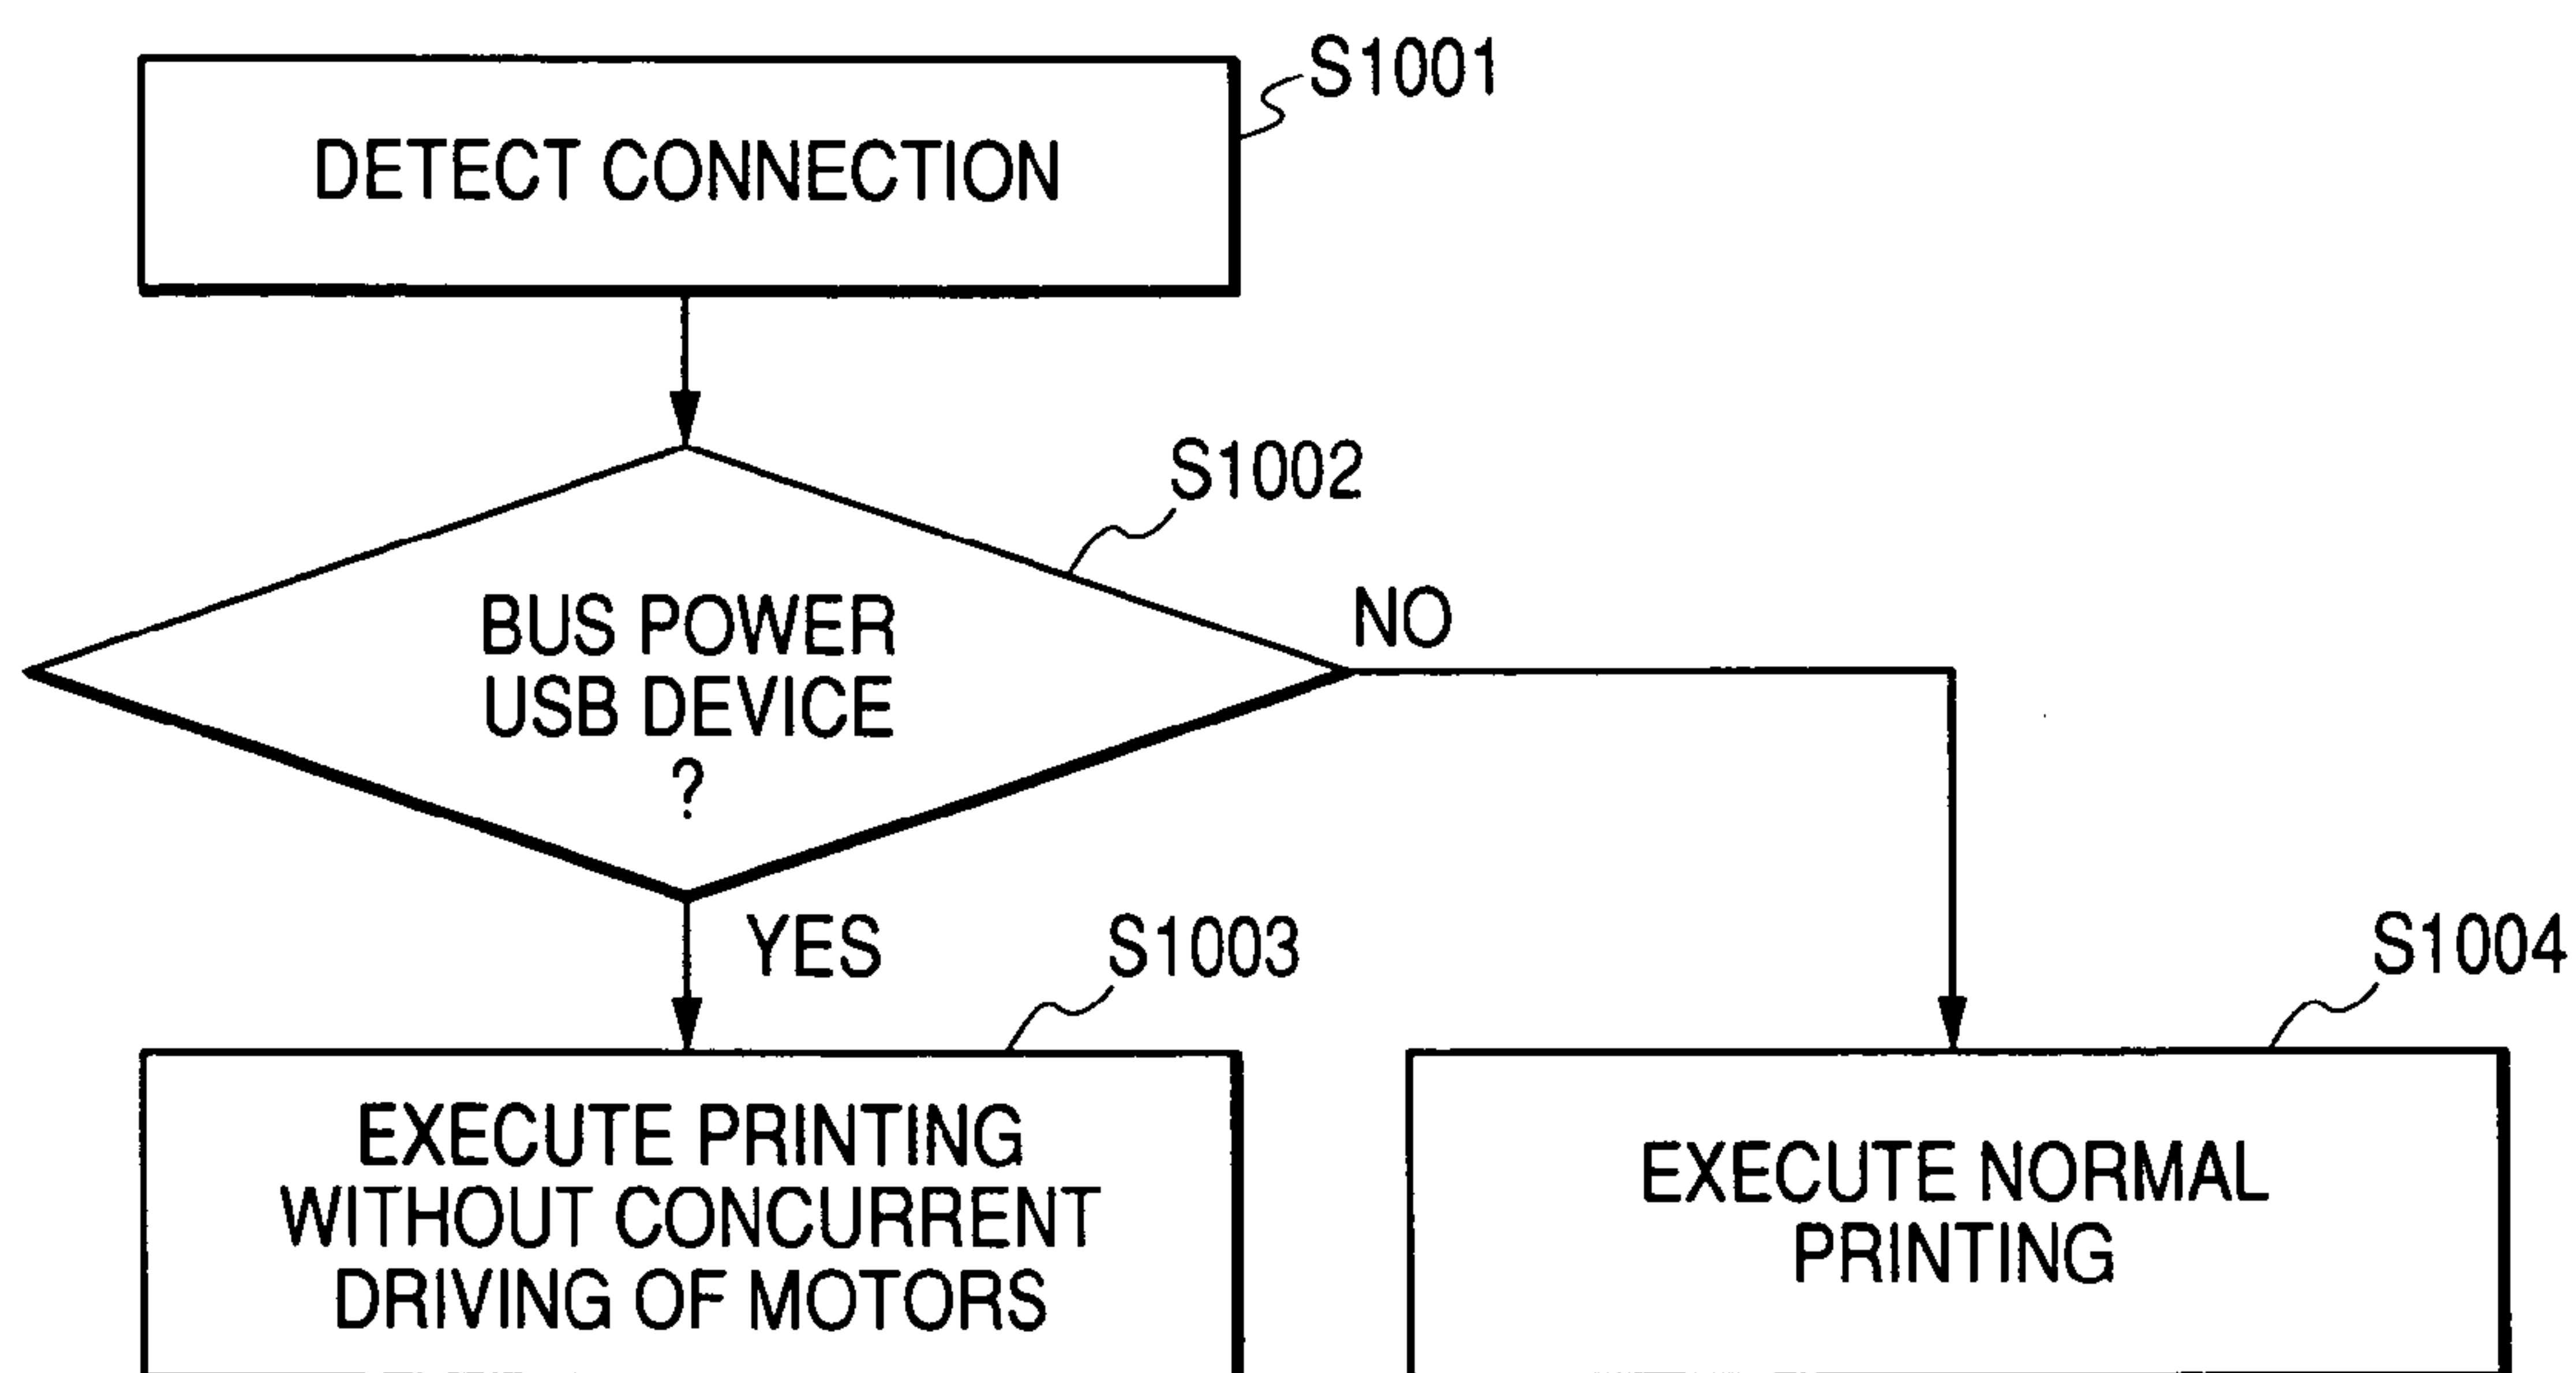 S1001
DETECT CONNECTION
S1002
BUS POWER
USB DEVICE
?
NO
YES
S1003
S1004
EXECUTE PRINTING
WITHOUT CONCURRENT
DRIVING OF MOTORS
EXECUTE NORMAL
PRINTING